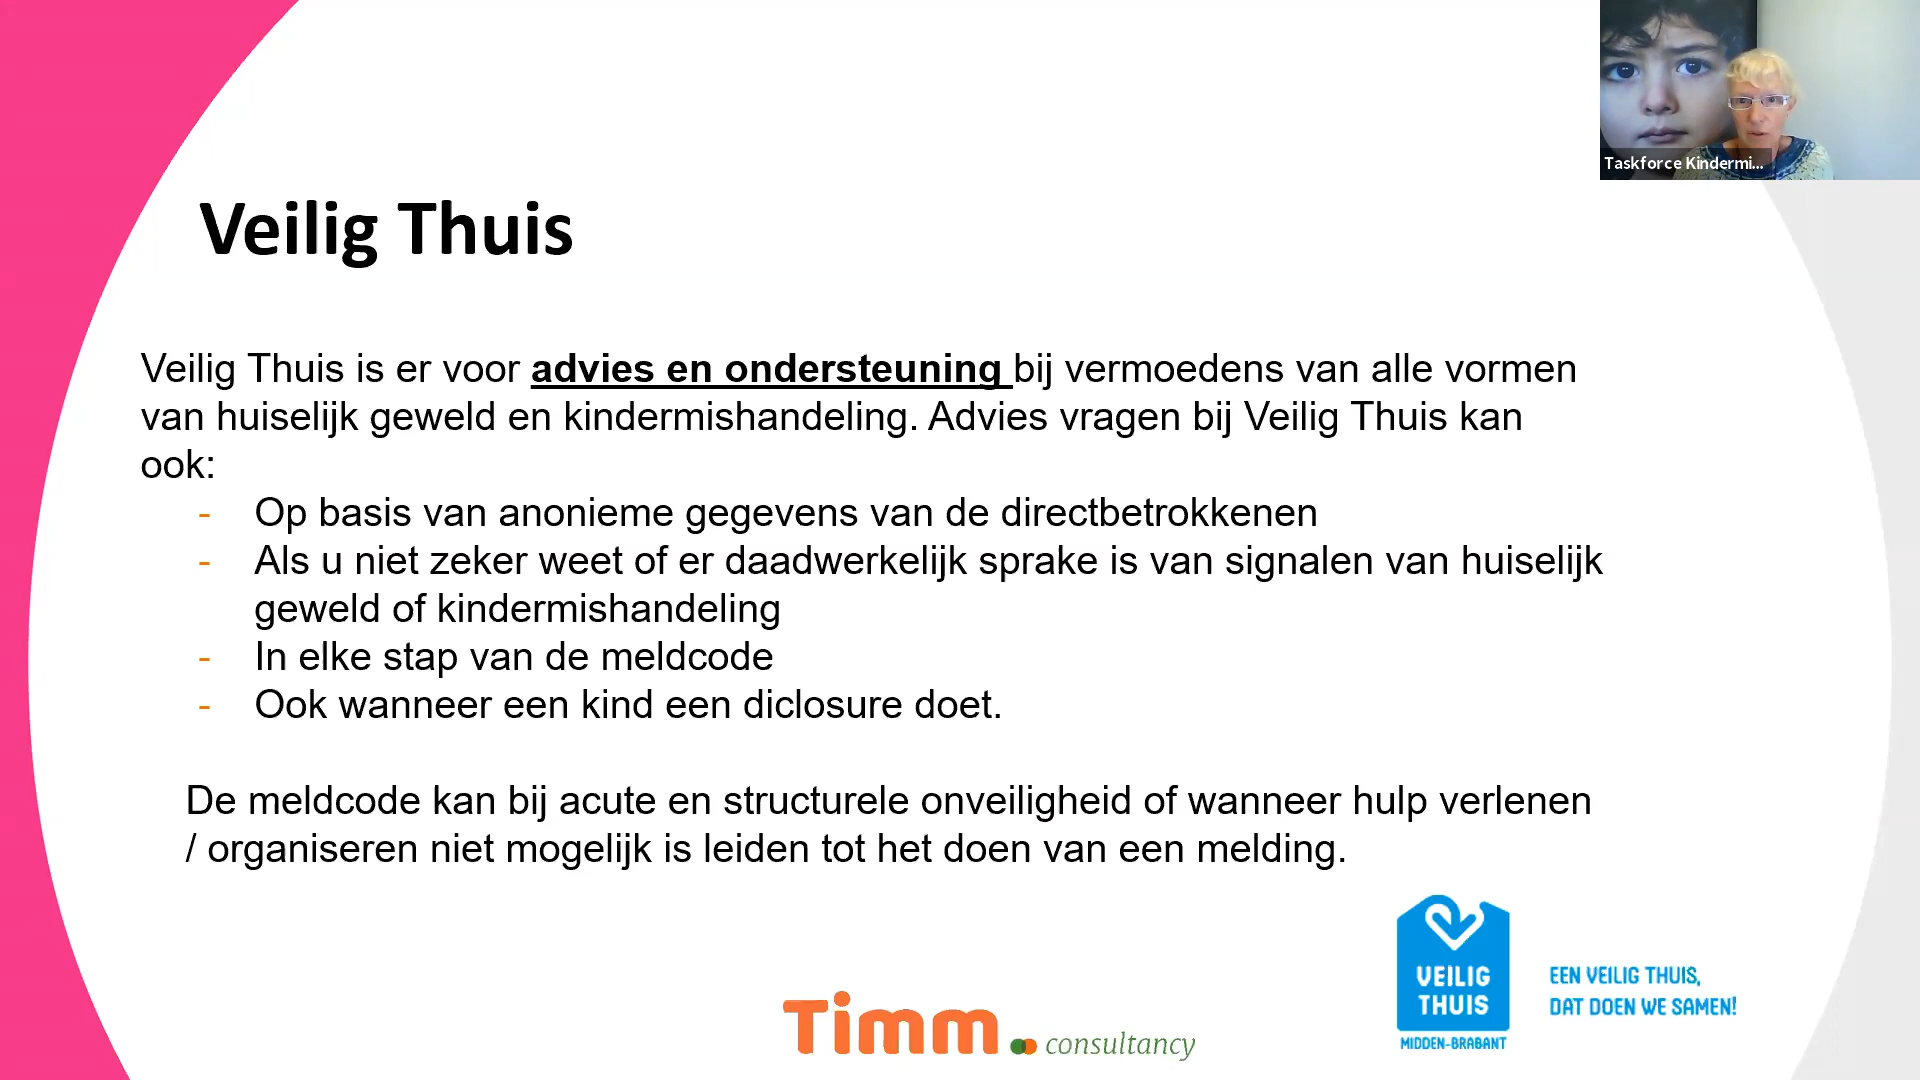 Taskforce Kindermi...
Veilig Thuis
Veilig Thuis is er voor advies en ondersteuning bij vermoedens van alle vormen
van huiselijk geweld en kindermishandeling. Advies vragen bij Veilig Thuis kan
ook:
- Op basis van anonieme gegevens van de directbetrokkenen
- Als u niet zeker weet of er daadwerkelijk sprake is van signalen van huiselijk
geweld of kindermishandeling
- In elke stap van de meldcode
- Ook wanneer een kind een diclosure doet.
De meldcode kan bij acute en structurele onveiligheid of wanneer hulp verlenen
/ organiseren niet mogelijk is leiden tot het doen van een melding.
Timm consultancy
VEILIG
THUIS
MIDDEN-BRABANT
EEN VEILIG THUIS,
DAT DOEN WE SAMEN!